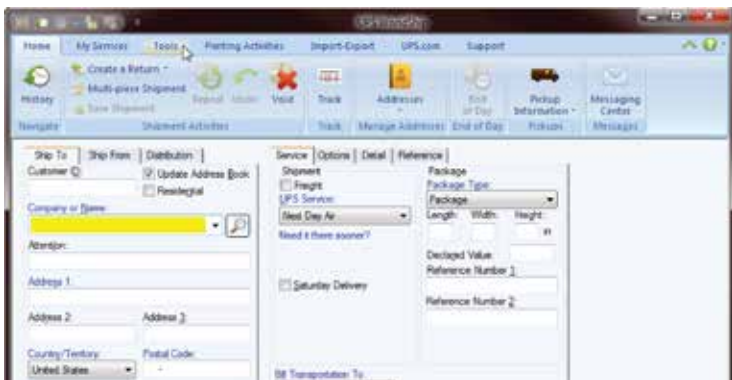 UPS WorldShip
Home My Services Tools Printing Activities Import-Export UPS.com Support
History
Create a Return
Multi-piece Shipment
Save Shipment
Repeat
Void
Track
Addresses
End of Day
Pickup Information
Messaging Center
Navigate Shipment Activities Track Manage Addresses End of Day Pickups Messages
Ship To Ship From Distribution
Service Options Detail Reference
Customer ID:
Update Address Book
Residential
Company or Name:
Attention:
Address 1:
Address 2: Address 3:
Country/Territory: Postal Code:
United States -
Shipment
Freight
UPS Service:
Next Day Air
Need it there sooner?
Saturday Delivery
Bill Transportation To:
Package
Package Type:
Package
Length: Width: Height:
in
Declared Value:
Reference Number 1:
Reference Number 2: